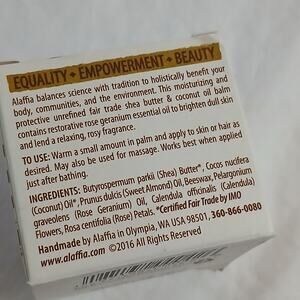 EQUALITY • EMPOWERMENT • BEAUTY
Alaffia balances science with tradition to holistically benefit your
body, communities, and the environment. This moisturizing and
protective unrefined fair trade shea butter & coconut oil balm
contains restorative rose geranium essential oil to brighten dull skin
and lend a relaxing, rosy fragrance.
TO USE: Warm a small amount in palm and apply to skin or hair as
desired. May also be used for massage. Works best when applied
just after bathing.
INGREDIENTS: Butyrospermum parkii (Shea) Butter*, Cocos nucifera
(Coconut) Oil*, Prunus dulcis (Sweet Almond) Oil, Beeswax, Pelargonium
graveolens (Rose Geranium) Oil, Calendula officinalis (Calendula)
Flowers, Rosa centifolia (Rose) Petals. *Certified Fair Trade by IMO
Handmade by Alaffia in Olympia, WA USA 98501, 360-866-0080
www.alaffia.com ©2016 All Rights Reserved